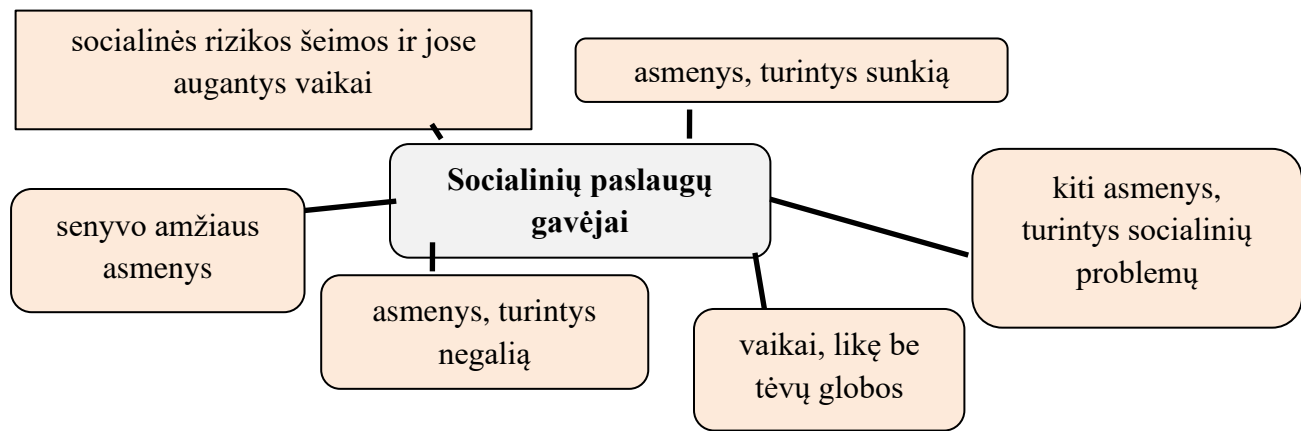 socialinės rizikos šeimos ir jose
augantys vaikai
asmenys, turintys sunkią
Socialinių paslaugų
gavėjai
senyvo amžiaus
asmenys
kiti asmenys,
turintys socialinių
problemų
asmenys, turintys
negalią
vaikai, likę be
tėvų globos